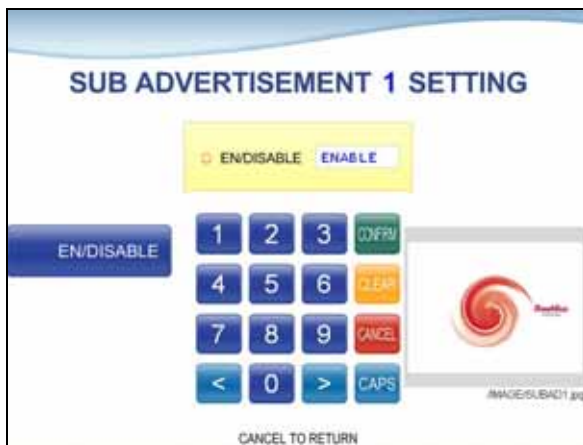 SUB ADVERTISEMENT 1 SETTING
EN/DISABLE ENABLE
EN/DISABLE
1 2 3 CONFIRM
4 5 6 CLEAR
7 8 9 CANCEL
< 0 > CAPS
/IMAGE/SUBAD1.jpg
CANCEL TO RETURN